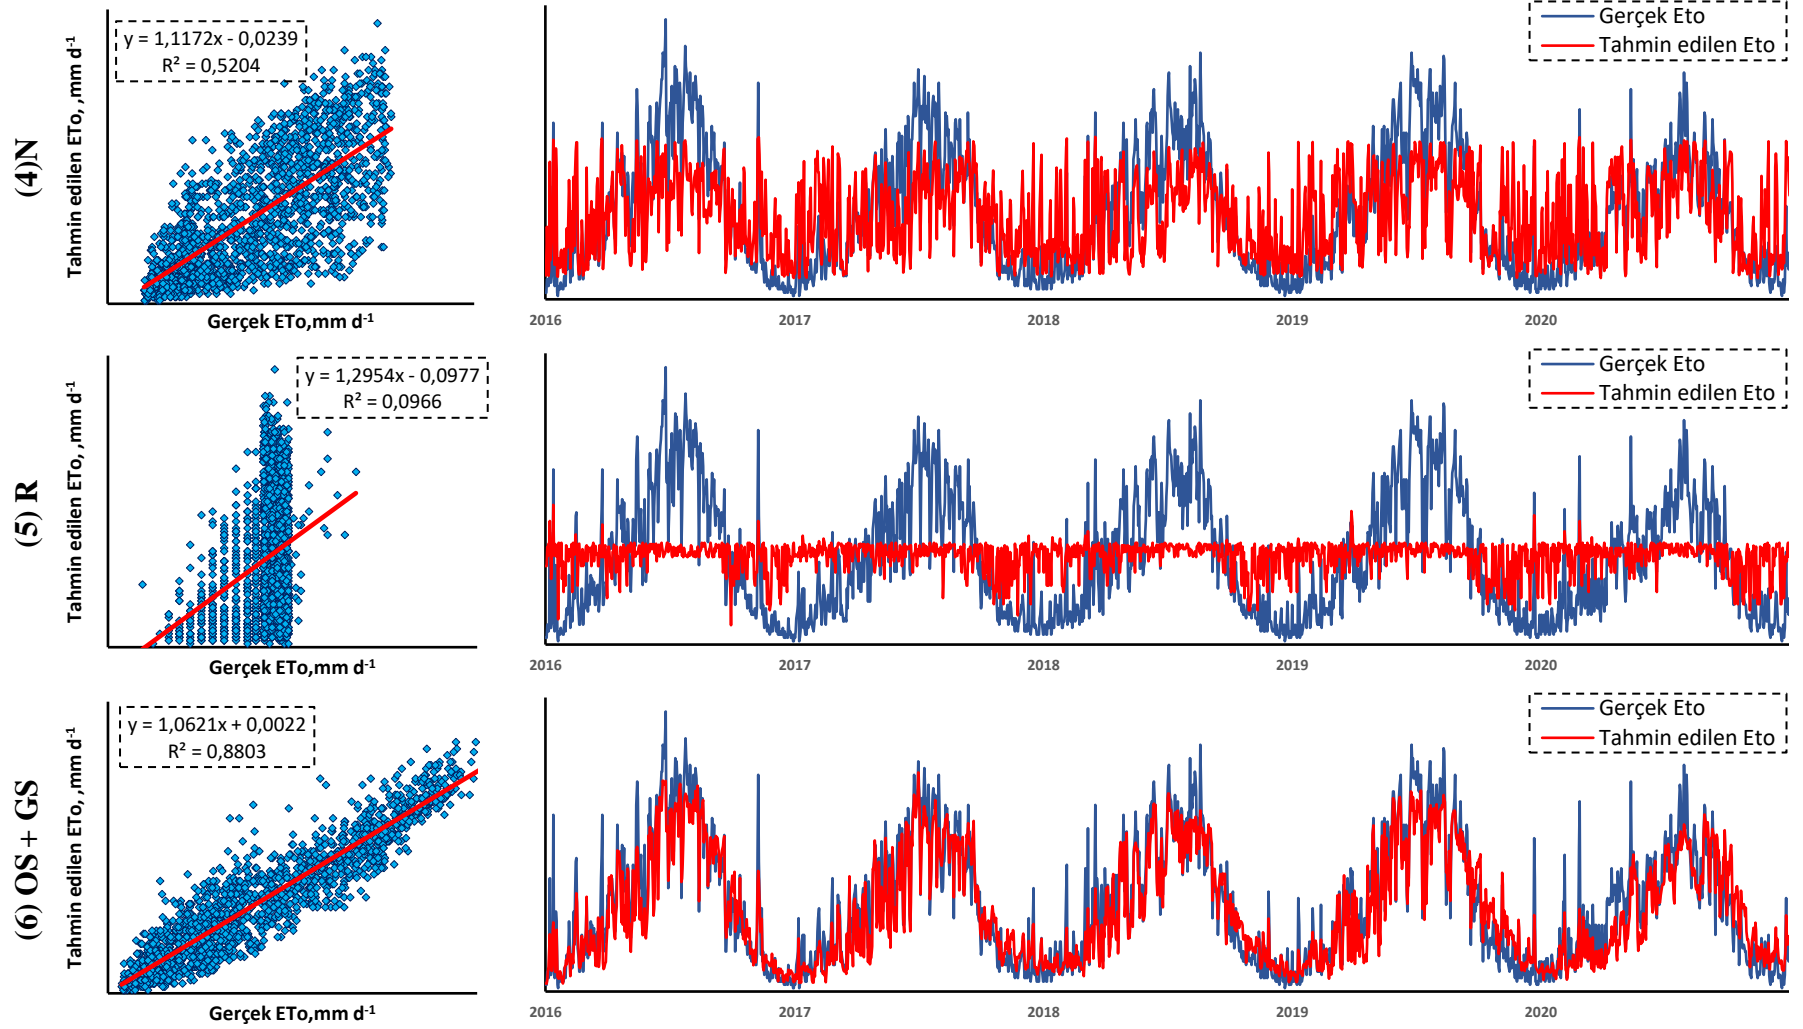 (4)N
Tahmin edilen ETo, ,mm d-1
y = 1,1172x - 0,0239
R² = 0,5204
Gerçek ETo,mm d-1
Gerçek Eto
Tahmin edilen Eto
2016
2017
2018
2019
2020
(5) R
Tahmin edilen ETo, ,mm d-1
y = 1,2954x - 0,0977
R² = 0,0966
Gerçek ETo,mm d-1
Gerçek Eto
Tahmin edilen Eto
2016
2017
2018
2019
2020
(6) OS + GS
Tahmin edilen ETo, ,mm d-1
y = 1,0621x + 0,0022
R² = 0,8803
Gerçek ETo,mm d-1
Gerçek Eto
Tahmin edilen Eto
2016
2017
2018
2019
2020